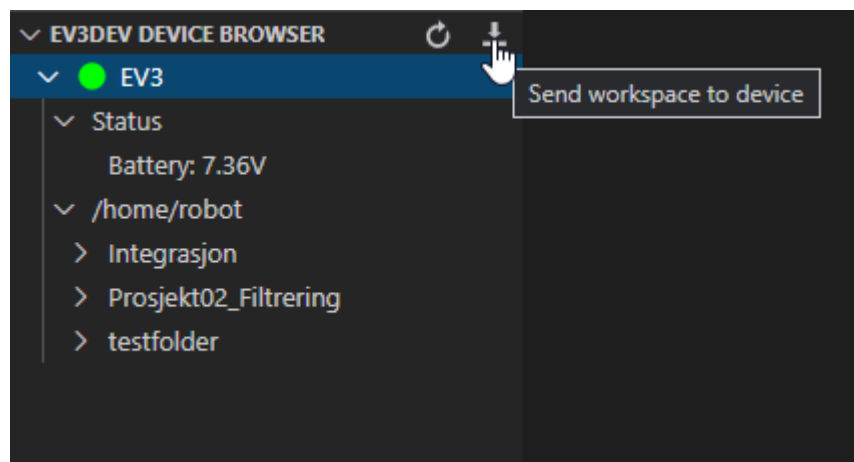 EV3DEV DEVICE BROWSER
EV3
Send workspace to device
Status
Battery: 7.36V
/home/robot
Integrasjon
Prosjekt02_Filtrering
testfolder